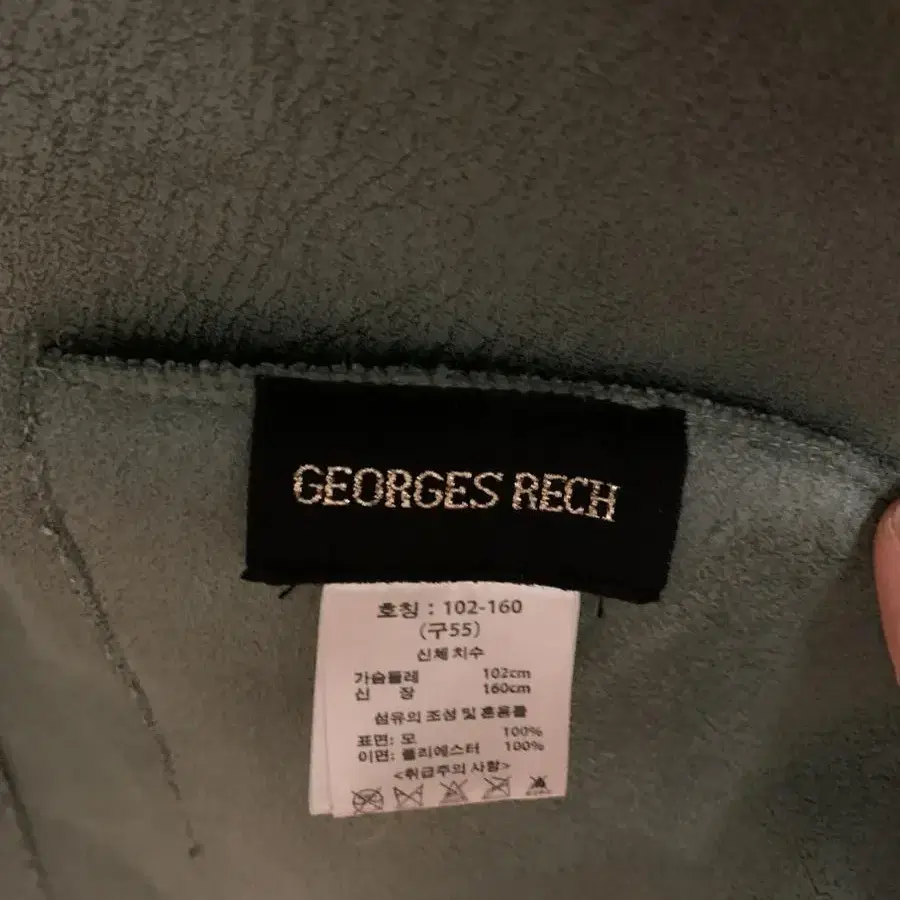 GEORGES RECH
호칭 : 102-160
(구55)
신체 치수
가슴둘레 102cm
신 장 160cm
섬유의 조성 및 혼용률
표면: 모 100%
이면: 폴리에스터 100%
<취급주의 사항>